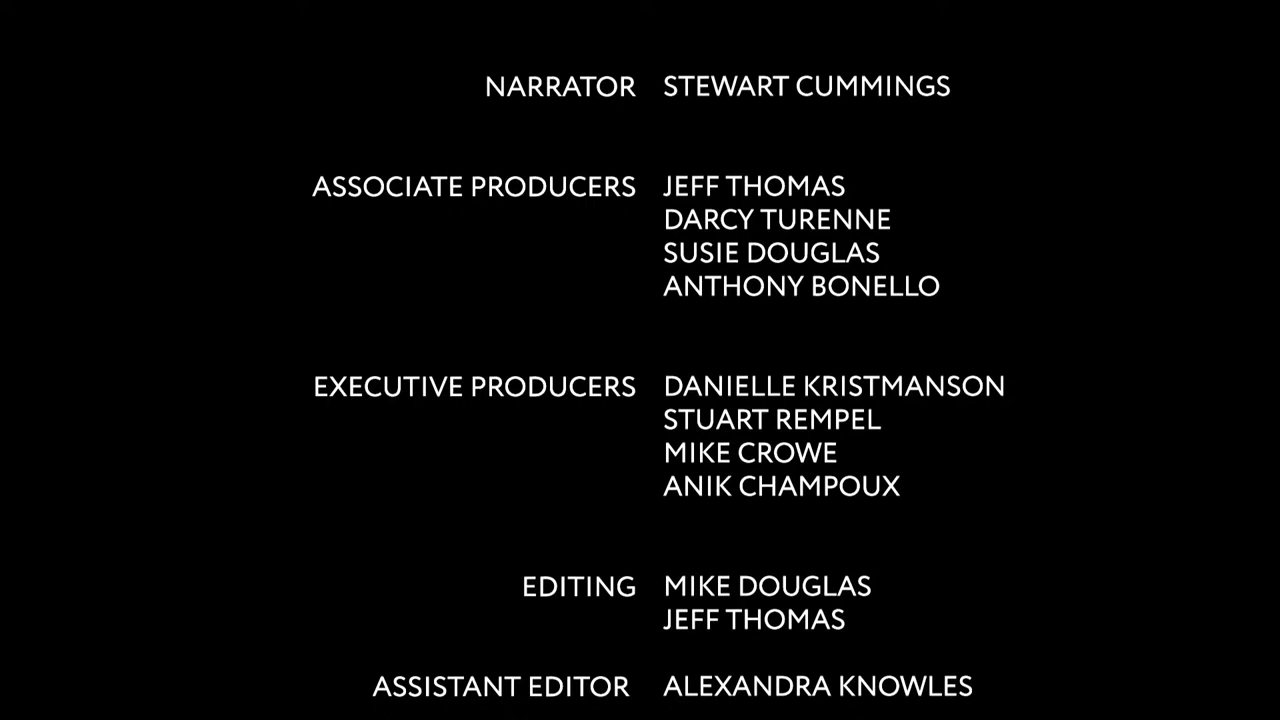 NARRATOR STEWART CUMMINGS
ASSOCIATE PRODUCERS JEFF THOMAS
DARCY TURENNE
SUSIE DOUGLAS
ANTHONY BONELLO
EXECUTIVE PRODUCERS DANIELLE KRISTMANSON
STUART REMPEL
MIKE CROWE
ANIK CHAMPOUX
EDITING MIKE DOUGLAS
JEFF THOMAS
ASSISTANT EDITOR ALEXANDRA KNOWLES